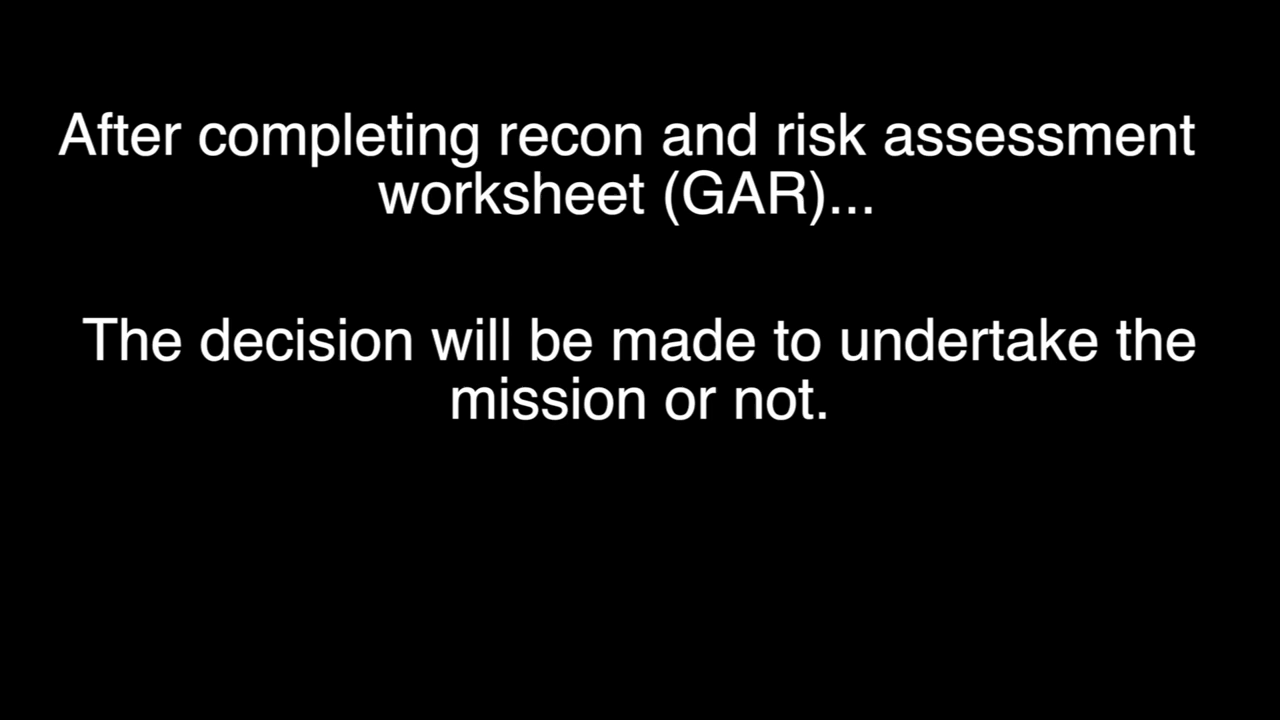 After completing recon and risk assessment
worksheet (GAR)...
The decision will be made to undertake the
mission or not.